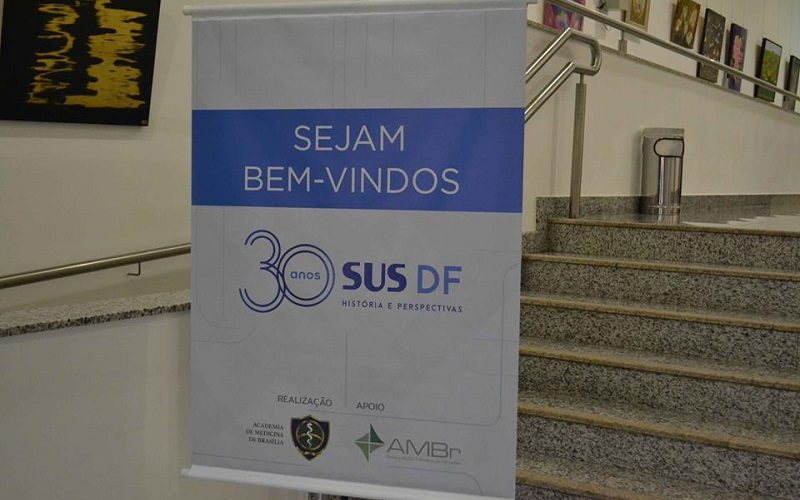 SEJAM
BEM-VINDOS
30 anos SUS DF
HISTÓRIA E PERSPECTIVAS
REALIZAÇÃO APOIO
ACADEMIA
DE MEDICINA
DE BRASÍLIA
AMBr